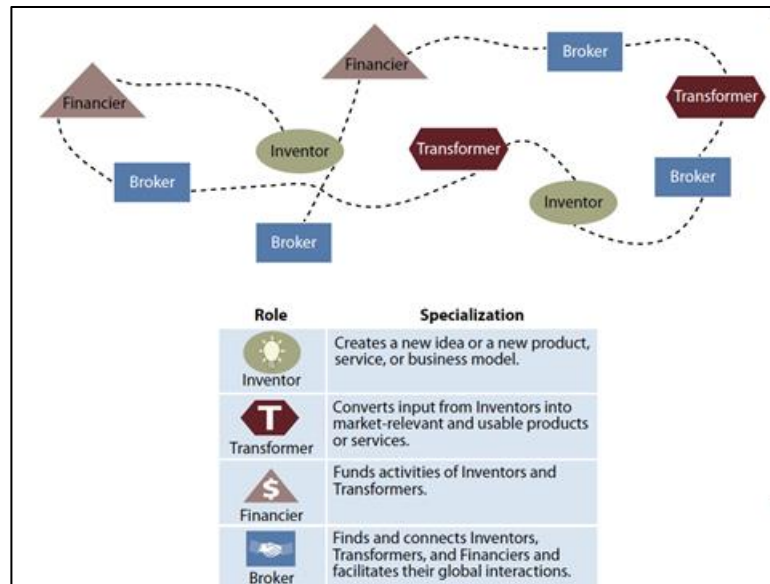 Financier
Financier
Broker
Transformer
Inventor
Transformer
Broker
Broker
Inventor
Broker
Role Specialization
Inventor
Creates a new idea or a new product,
service, or business model.
T
Transformer
Converts input from Inventors into
market-relevant and usable products
or services.
$
Financier
Funds activities of Inventors and
Transformers.
Broker
Finds and connects Inventors,
Transformers, and Financiers and
facilitates their global interactions.